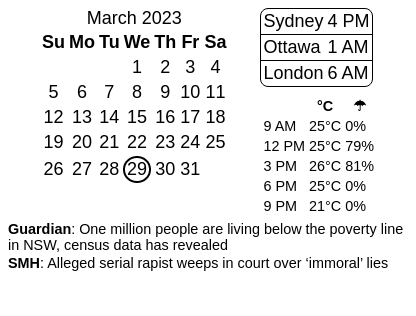 March 2023
Su Mo Tu We Th Fr Sa
1 2 3 4
5 6 7 8 9 10 11
12 13 14 15 16 17 18
19 20 21 22 23 24 25
26 27 28 29 30 31
Sydney 4 PM
Ottawa 1 AM
London 6 AM
°C ☂
9 AM 25°C 0%
12 PM 25°C 79%
3 PM 26°C 81%
6 PM 25°C 0%
9 PM 21°C 0%
Guardian: One million people are living below the poverty line
in NSW, census data has revealed
SMH: Alleged serial rapist weeps in court over ‘immoral’ lies